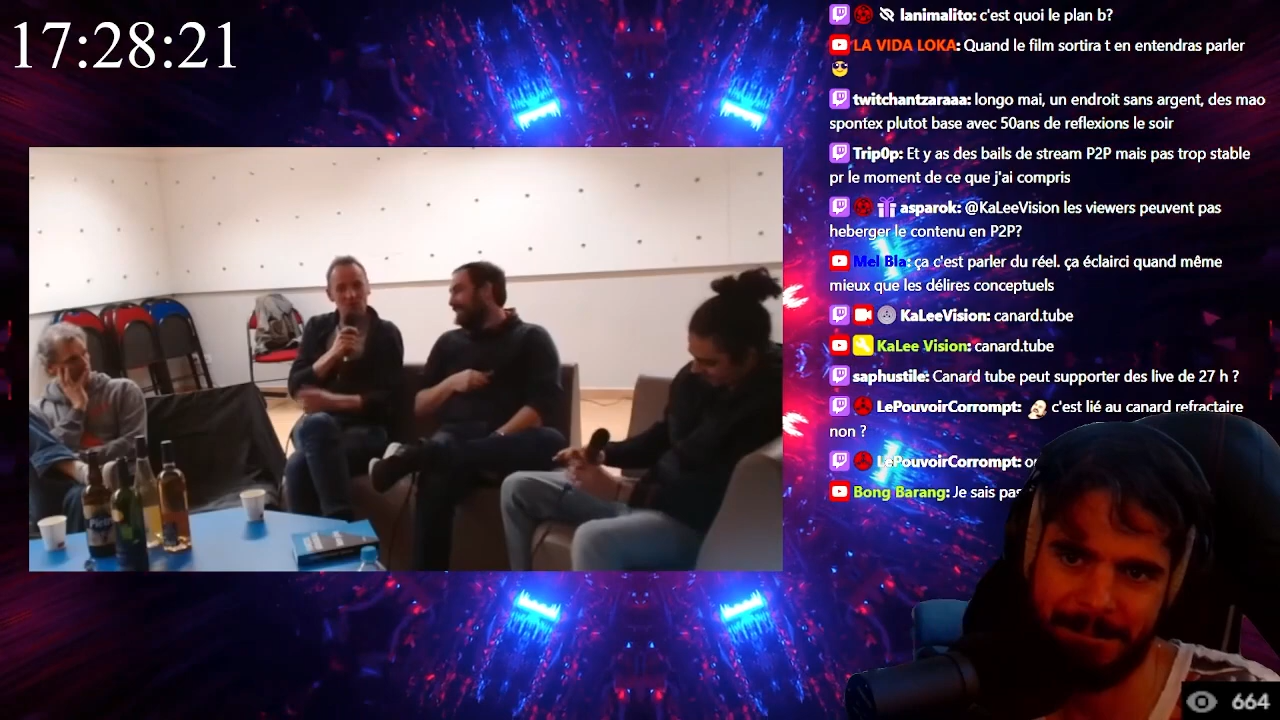 17:28:21
lanimalito: c'est quoi le plan b?
LA VIDA LOKA: Quand le film sortira t en entendras parler
twitchantzaraaa: longo mai, un endroit sans argent, des mao
spontex plutot base avec 50ans de reflexions le soir
Trip0p: Et y as des bails de stream P2P mais pas trop stable
pr le moment de ce que j'ai compris
asparok: @KaLeeVision les viewers peuvent pas
heberger le contenu en P2P?
Mel Bla: ça c'est parler du réel. ça éclairci quand même
mieux que les délires conceptuels
KaLeeVision: canard.tube
KaLee Vision: canard.tube
saphustile: Canard tube peut supporter des live de 27 h ?
LePouvoirCorrompt: c'est lié au canard refractaire
non ?
LePouvoirCorrompt:
Bong Barang: Je sais pas
664